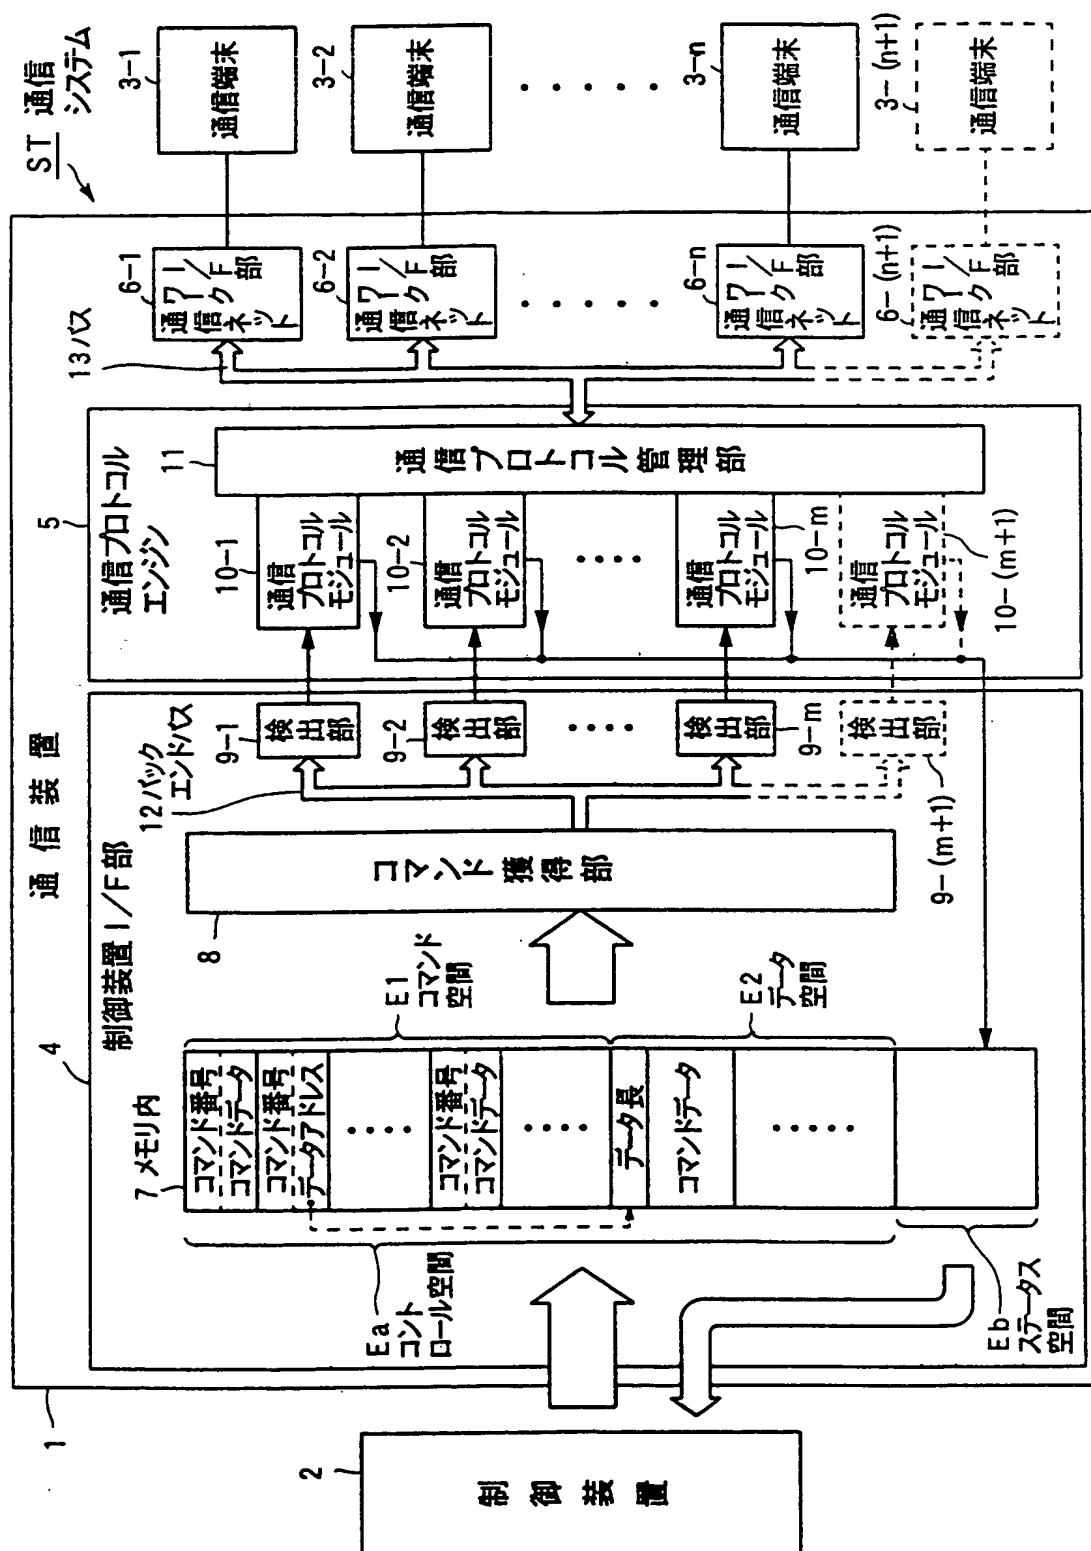 ST 通信
システム
通信装置
1
2
制御装置
4
制御装置I/F部
7 メモリ内
コマンド番号
コマンドデータ
コマンド番号
データアドレス
・・・・・
コマンド番号
コマンドデータ
・・・・・
データ長
コマンドデータ
・・・・・
Ea
コント
ロール空間
E1
コマンド
空間
E2
データ
空間
Eb
ステータス
空間
8
コマンド獲得部
12 バック
エンドバス
9-1
検出部
9-2
検出部
・・・・
9-m
検出部
9-(m+1)
検出部
5
通信プロトコル
エンジン
10-1
通信
プロトコル
モジュール
10-2
通信
プロトコル
モジュール
・・・・
10-m
通信
プロトコル
モジュール
10-(m+1)
通信
プロトコル
モジュール
11
通信プロトコル管理部
13 バス
6-1
通信ネット
ワーク
I/F部
6-2
通信ネット
ワーク
I/F部
・・・・・
6-n
通信ネット
ワーク
I/F部
6-(n+1)
通信ネット
ワーク
I/F部
3-1
通信端末
3-2
通信端末
・・・・・
3-n
通信端末
3-(n+1)
通信端末